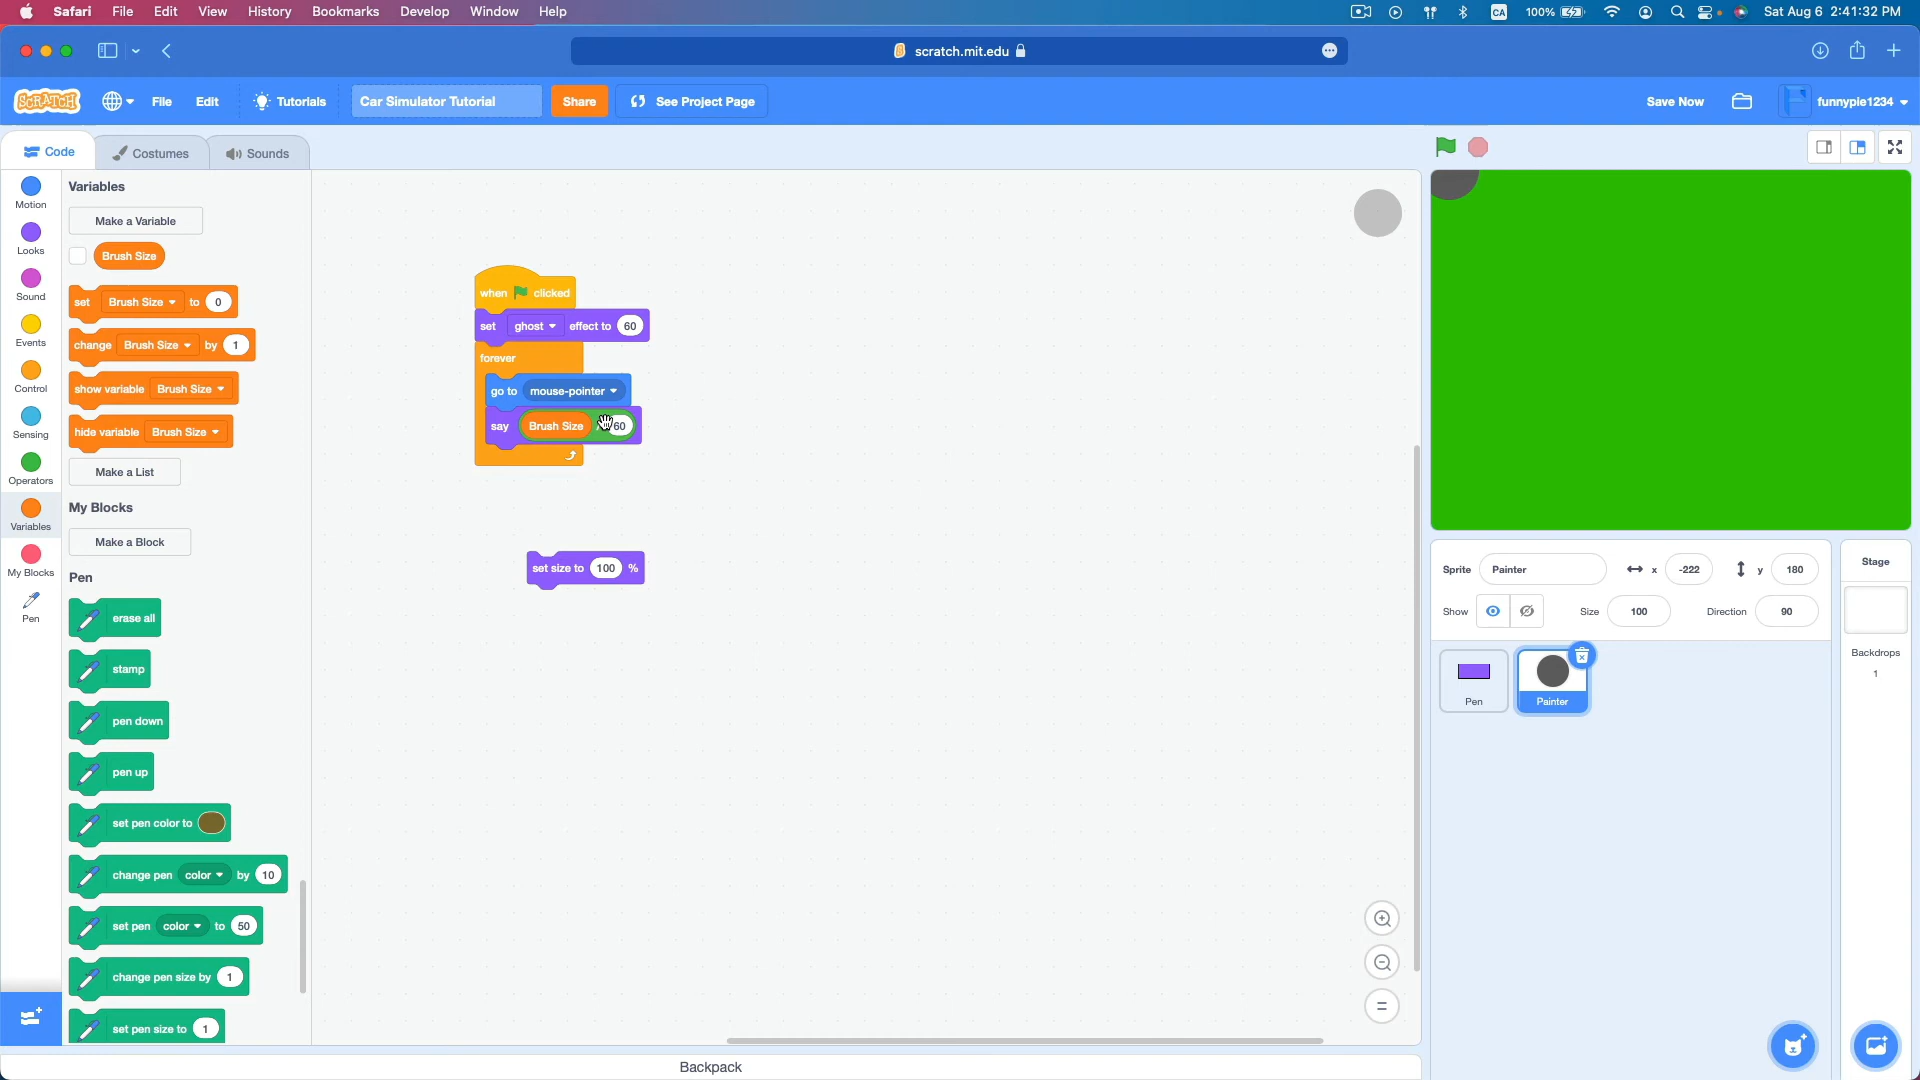 Safari File Edit View History Bookmarks Develop Window Help CA 100% Sat Aug 6 2:41:32 PM
scratch.mit.edu
SCRATCH File Edit Tutorials Car Simulator Tutorial Share See Project Page Save Now funnypie1234
Code Costumes Sounds
Motion
Looks
Sound
Events
Control
Sensing
Operators
Variables
My Blocks
Pen
Variables
Make a Variable
Brush Size
set Brush Size to 0
change Brush Size by 1
show variable Brush Size
hide variable Brush Size
Make a List
My Blocks
Make a Block
Pen
erase all
stamp
pen down
pen up
set pen color to
change pen color by 10
set pen color to 50
change pen size by 1
set pen size to 1
when clicked
set ghost effect to 60
forever
go to mouse-pointer
say Brush Size / 60
set size to 100 %
Sprite Painter x -222 y 180
Show Size 100 Direction 90
Pen
Painter
Stage
Backdrops
1
Backpack